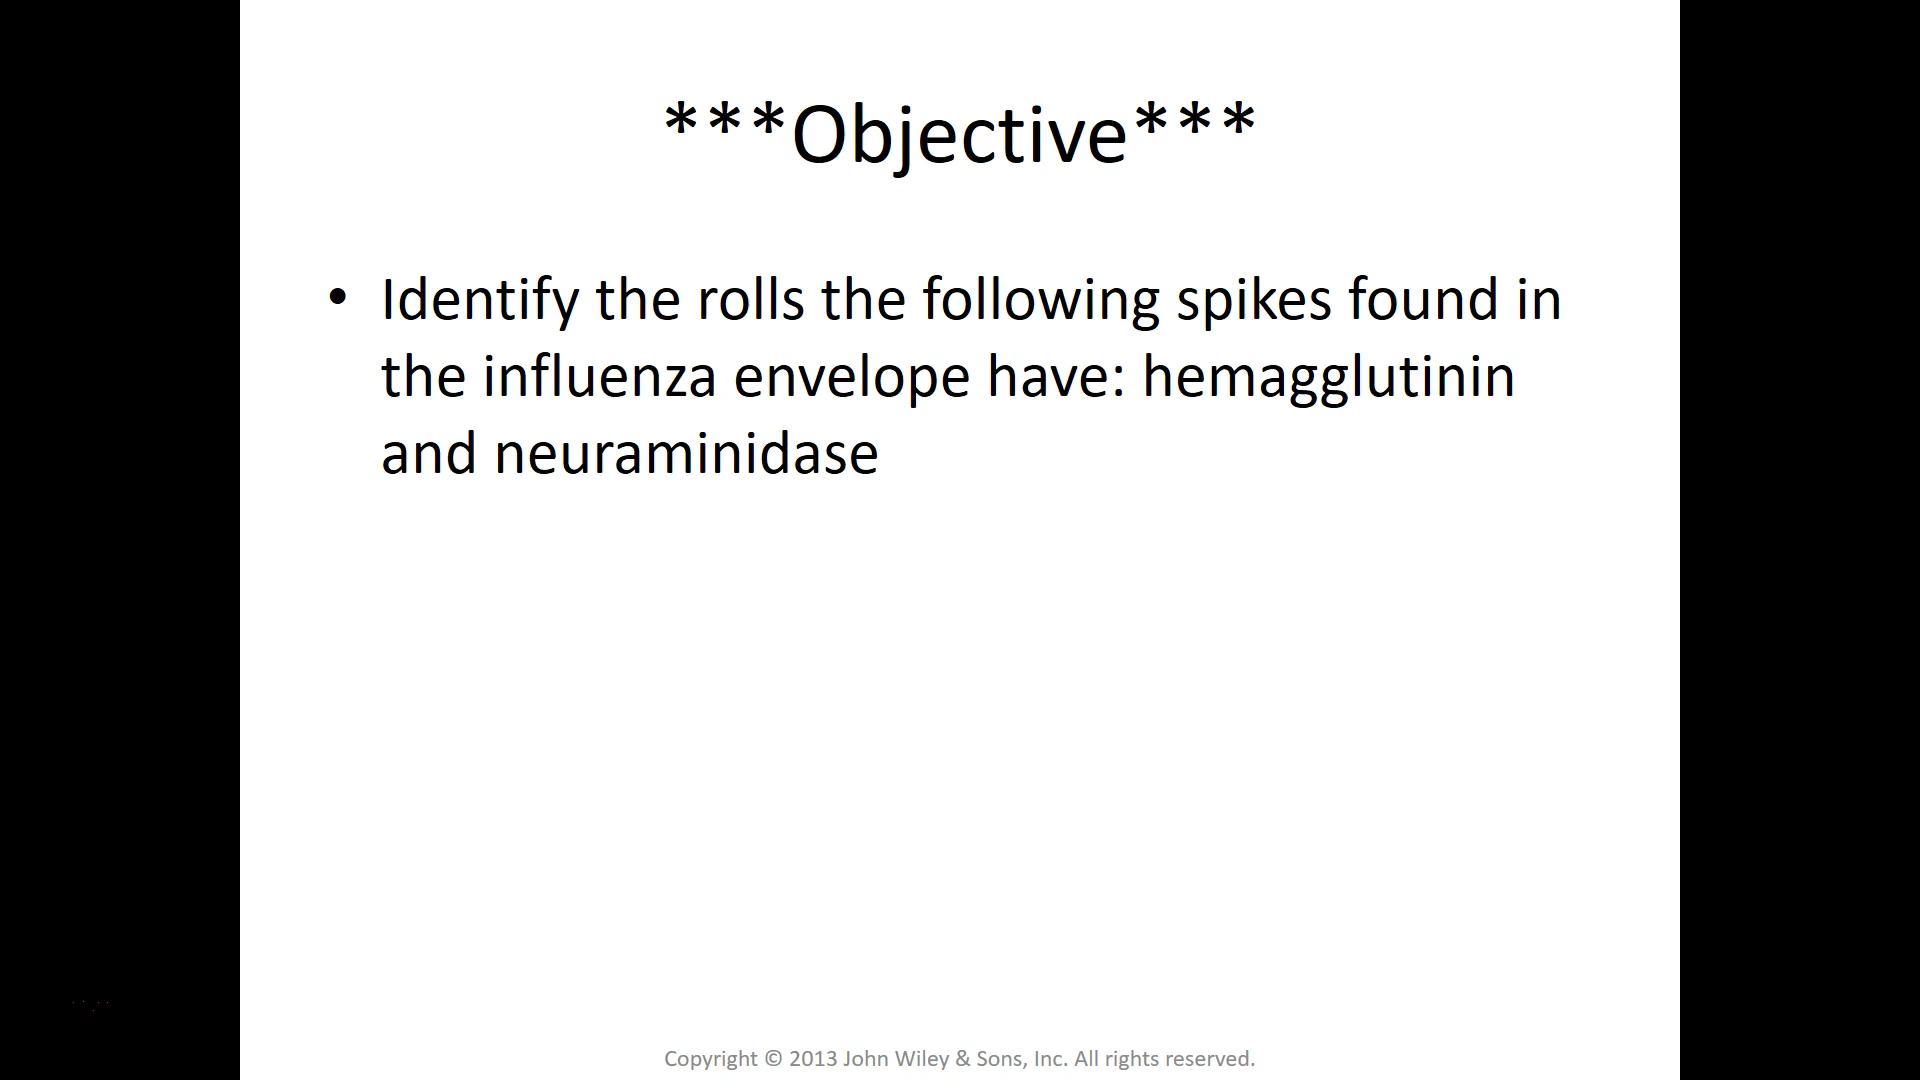 ***Objective***
• Identify the rolls the following spikes found in
the influenza envelope have: hemagglutinin
and neuraminidase
Copyright © 2013 John Wiley & Sons, Inc. All rights reserved.